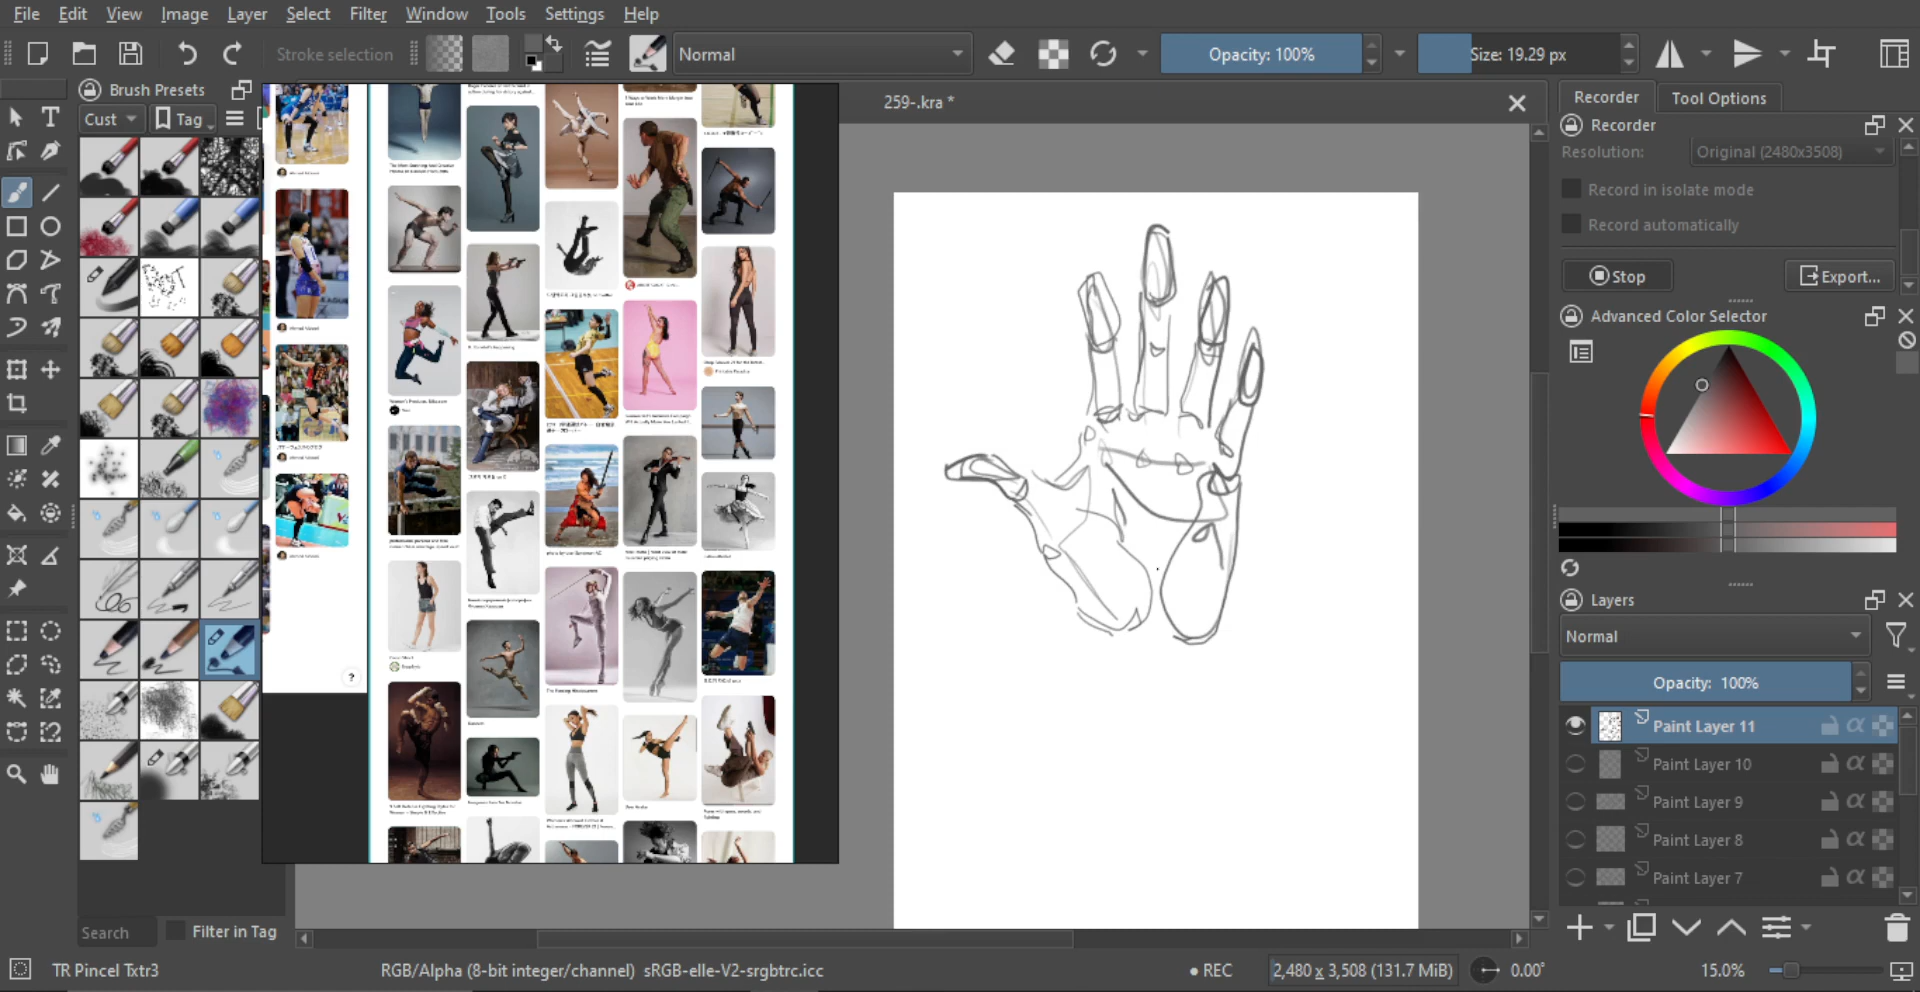 File Edit View Image Layer Select Filter Window Tools Settings Help
Stroke selection
Normal
Opacity: 100%
Size: 19.29 px
Brush Presets
Cust
Tag
259-.kra *
Recorder
Tool Options
Recorder
Resolution: Original (2480x3508)
Record in isolate mode
Record automatically
Stop
Export...
Advanced Color Selector
Layers
Normal
Opacity: 100%
Paint Layer 11
Paint Layer 10
Paint Layer 9
Paint Layer 8
Paint Layer 7
?
Search
Filter in Tag
TR Pincel Txtr3
RGB/Alpha (8-bit integer/channel) sRGB-elle-V2-srgbtrc.icc
● REC
2,480 x 3,508 (131.7 MiB)
0.00°
15.0%